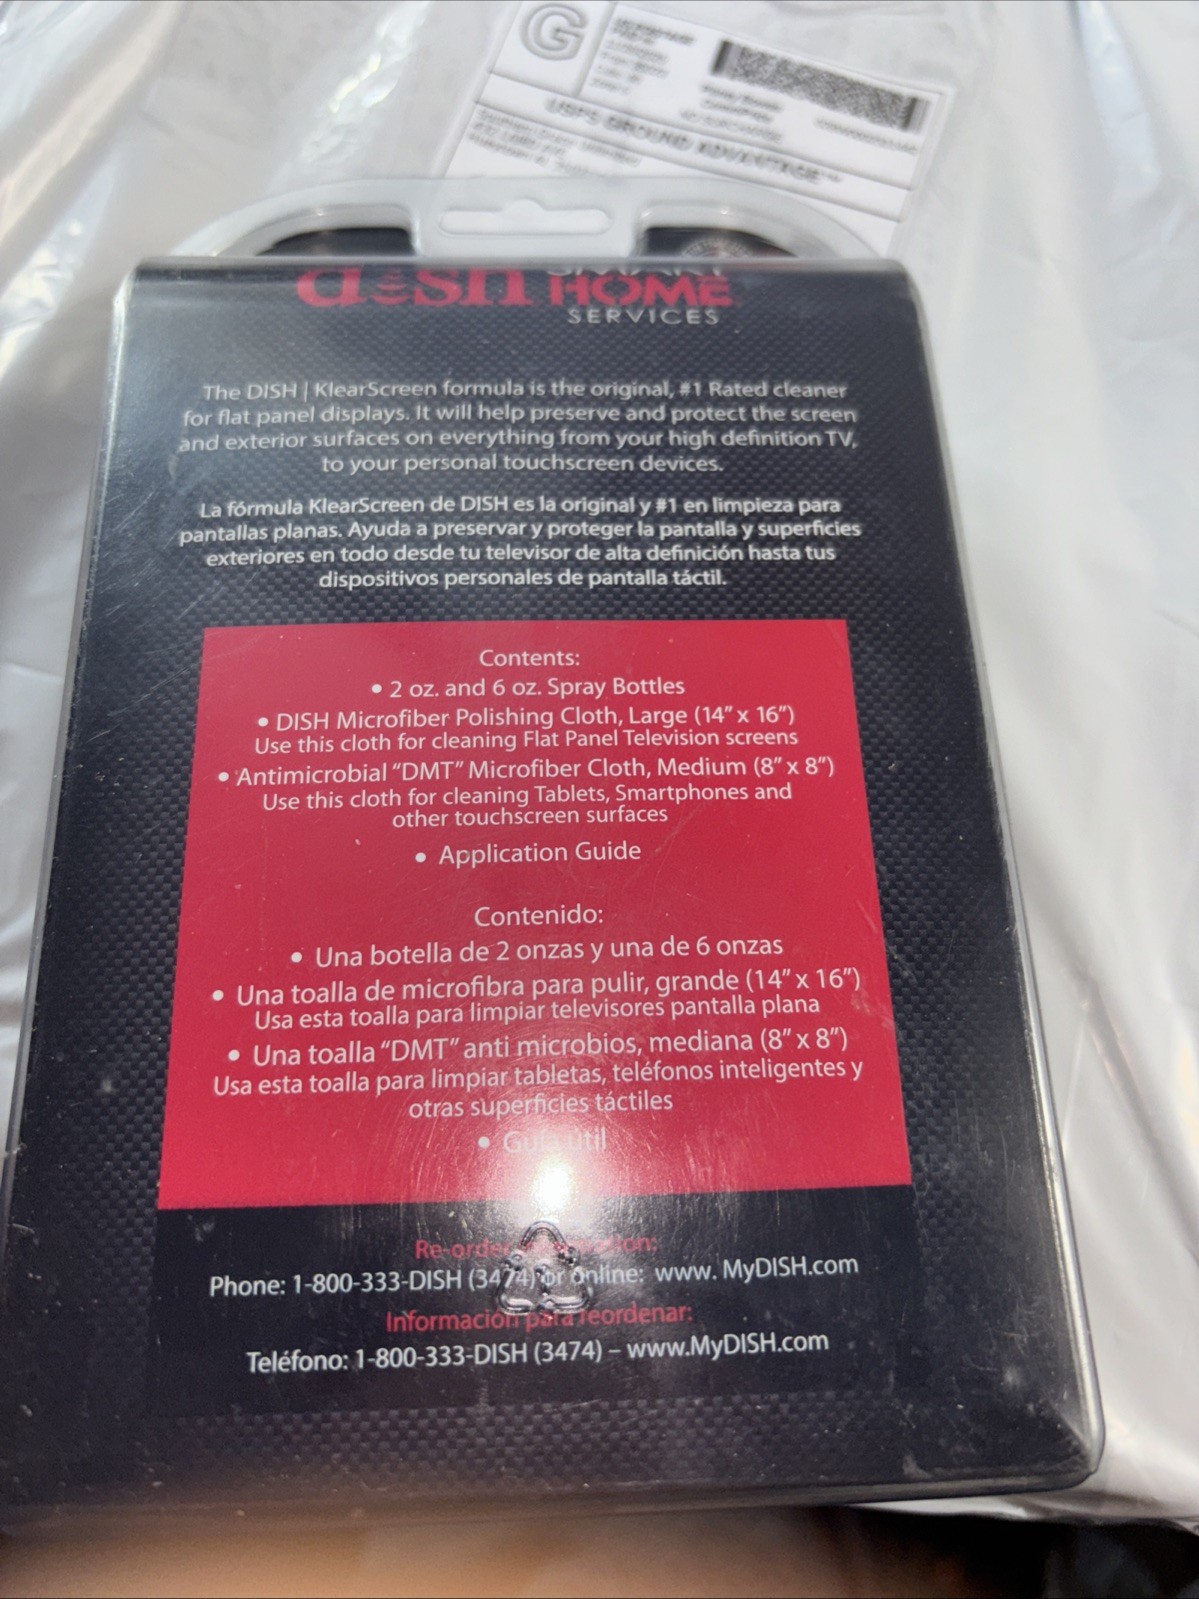 G
USPS GROUND ADVANTAGE™
dish SMART
HOME
SERVICES
The DISH | KlearScreen formula is the original, #1 Rated cleaner
for flat panel displays. It will help preserve and protect the screen
and exterior surfaces on everything from your high definition TV,
to your personal touchscreen devices.
La fórmula KlearScreen de DISH es la original y #1 en limpieza para
pantallas planas. Ayuda a preservar y proteger la pantalla y superficies
exteriores en todo desde tu televisor de alta definición hasta tus
dispositivos personales de pantalla táctil.
Contents:
• 2 oz. and 6 oz. Spray Bottles
• DISH Microfiber Polishing Cloth, Large (14” x 16”)
Use this cloth for cleaning Flat Panel Television screens
• Antimicrobial “DMT” Microfiber Cloth, Medium (8” x 8”)
Use this cloth for cleaning Tablets, Smartphones and
other touchscreen surfaces
• Application Guide
Contenido:
• Una botella de 2 onzas y una de 6 onzas
• Una toalla de microfibra para pulir, grande (14” x 16”)
Usa esta toalla para limpiar televisores pantalla plana
• Una toalla “DMT” anti microbios, mediana (8” x 8”)
Usa esta toalla para limpiar tabletas, teléfonos inteligentes y
otras superficies táctiles
• Guía útil
Re-order information:
Phone: 1-800-333-DISH (3474) or online: www. MyDISH.com
Información para reordenar:
Teléfono: 1-800-333-DISH (3474) – www.MyDISH.com